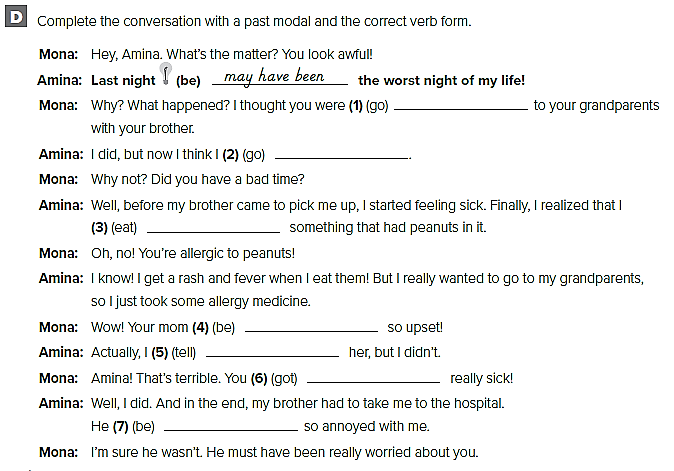 D Complete the conversation with a past modal and the correct verb form.
Mona: Hey, Amina. What's the matter? You look awful!
Amina: Last night (be) may have been the worst night of my life!
Mona: Why? What happened? I thought you were (1) (go) ____________ to your grandparents
with your brother.
Amina: I did, but now I think I (2) (go) ____________.
Mona: Why not? Did you have a bad time?
Amina: Well, before my brother came to pick me up, I started feeling sick. Finally, I realized that I
(3) (eat) ____________ something that had peanuts in it.
Mona: Oh, no! You're allergic to peanuts!
Amina: I know! I get a rash and fever when I eat them! But I really wanted to go to my grandparents,
so I just took some allergy medicine.
Mona: Wow! Your mom (4) (be) ____________ so upset!
Amina: Actually, I (5) (tell) ____________ her, but I didn't.
Mona: Amina! That's terrible. You (6) (got) ____________ really sick!
Amina: Well, I did. And in the end, my brother had to take me to the hospital.
He (7) (be) ____________ so annoyed with me.
Mona: I'm sure he wasn't. He must have been really worried about you.